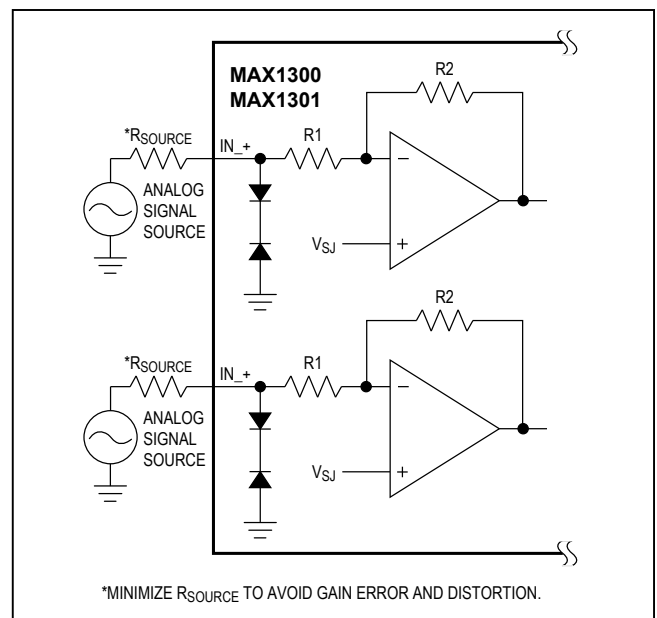 MAX1300
MAX1301
R2
*RSOURCE
IN_+
R1
ANALOG
SIGNAL
SOURCE
−
VSJ
+
R2
*RSOURCE
IN_+
R1
ANALOG
SIGNAL
SOURCE
−
VSJ
+
*MINIMIZE RSOURCE TO AVOID GAIN ERROR AND DISTORTION.